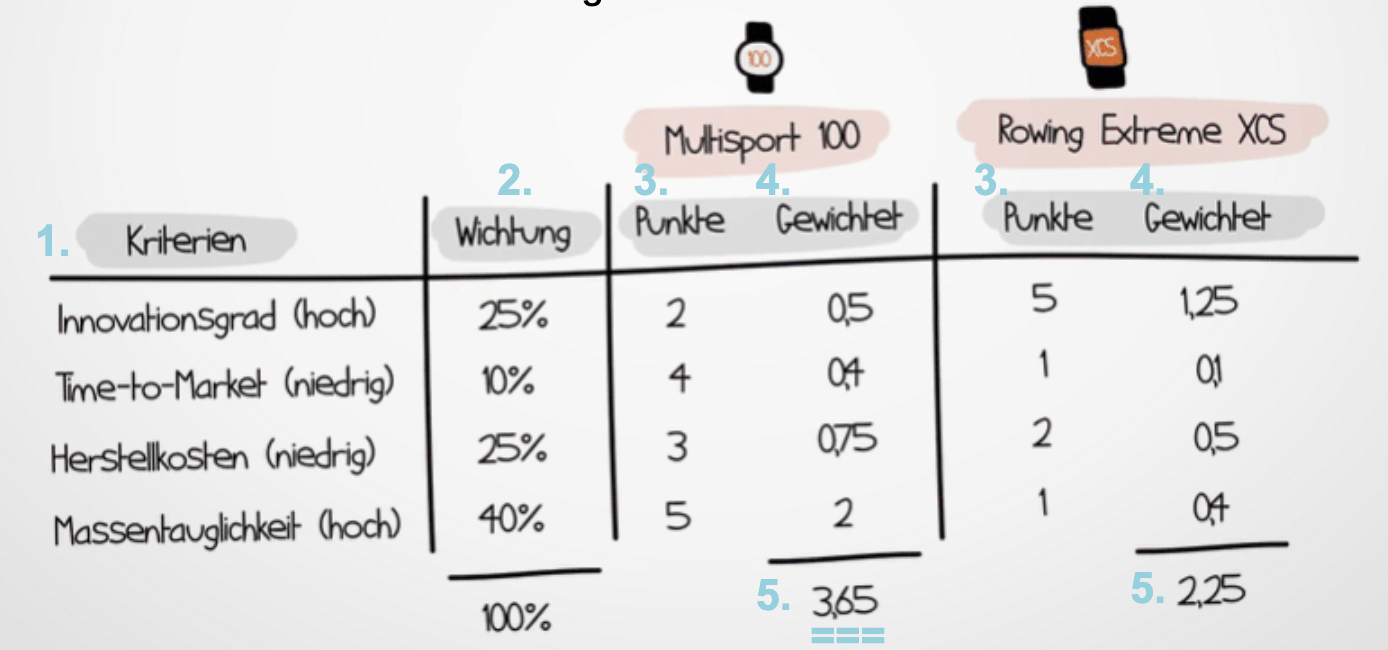 100
XCS
Multisport 100
Rowing Extreme XCS
2.
3.
4.
3.
4.
1. Kriterien
Wichtung
Punkte Gewichtet
Punkte Gewichtet
Innovationsgrad (hoch) 25% 2 0,5 5 1,25
Time-to-Market (niedrig) 10% 4 0,4 1 0,1
Herstellkosten (niedrig) 25% 3 0,75 2 0,5
Massentauglichkeit (hoch) 40% 5 2 1 0,4
100% 5. 3,65 5. 2,25
===